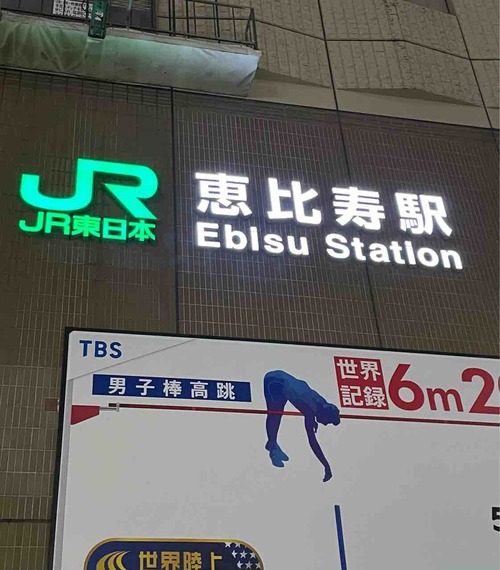 JR
JR東日本
恵比寿駅
Ebisu Station
TBS
男子棒高跳
世界
記録
6m2
世界陸上